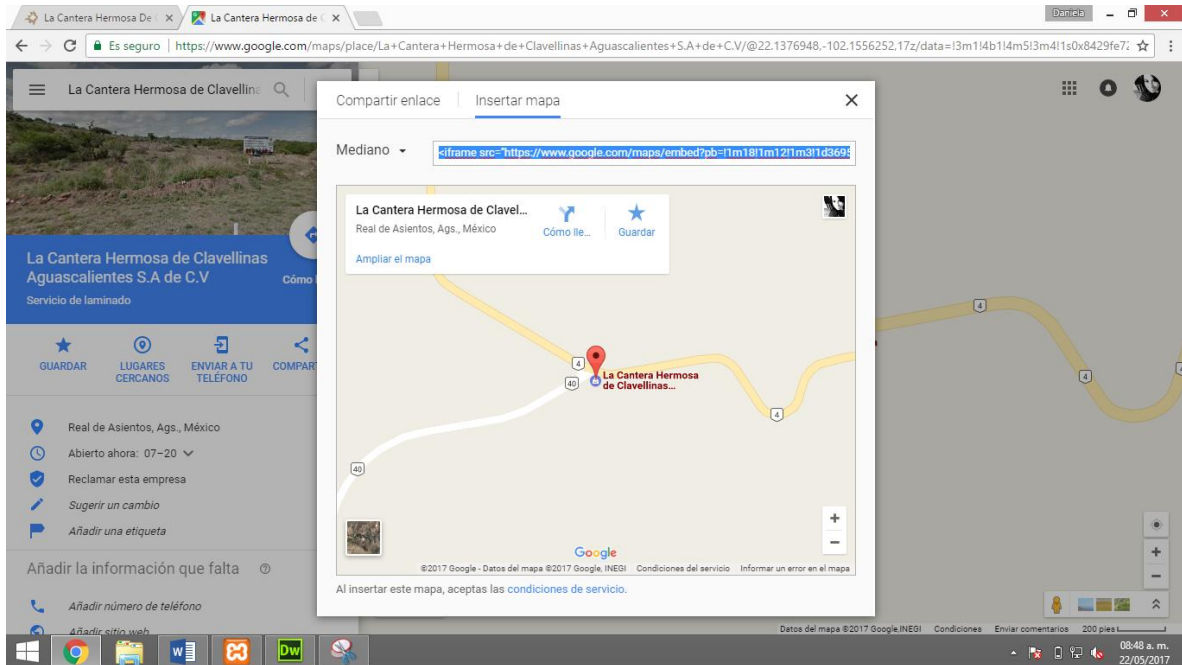 La Cantera Hermosa De C
La Cantera Hermosa de C
Daniela
Es seguro
https://www.google.com/maps/place/La+Cantera+Hermosa+de+Clavellinas+Aguascalientes+S.A+de+C.V/@22.1376948,-102.1556252,17z/data=!3m1!4b1!4m5!3m4!1s0x8429fe72
La Cantera Hermosa de Clavellina
La Cantera Hermosa de Clavellinas
Aguascalientes S.A de C.V
Cómo l
Servicio de laminado
GUARDAR
LUGARES
CERCANOS
ENVIAR A TU
TELÉFONO
COMPAR
Real de Asientos, Ags., México
Abierto ahora: 07–20
Reclamar esta empresa
Sugerir un cambio
Añadir una etiqueta
Añadir la información que falta
Añadir número de teléfono
Añadir sitio web
Compartir enlace
Insertar mapa
Mediano
<iframe src="https://www.google.com/maps/embed?pb=!1m18!1m12!1m3!1d3695
La Cantera Hermosa de Clavel...
Real de Asientos, Ags., México
Cómo lle...
Guardar
Ampliar el mapa
4
40
La Cantera Hermosa
de Clavellinas...
4
40
Google
©2017 Google - Datos del mapa ©2017 Google, INEGI
Condiciones del servicio
Informar un error en el mapa
Al insertar este mapa, aceptas las condiciones de servicio.
4
4
Datos del mapa ©2017 Google,INEGI
Condiciones
Enviar comentarios
200 pies
Dw
08:48 a. m.
22/05/2017